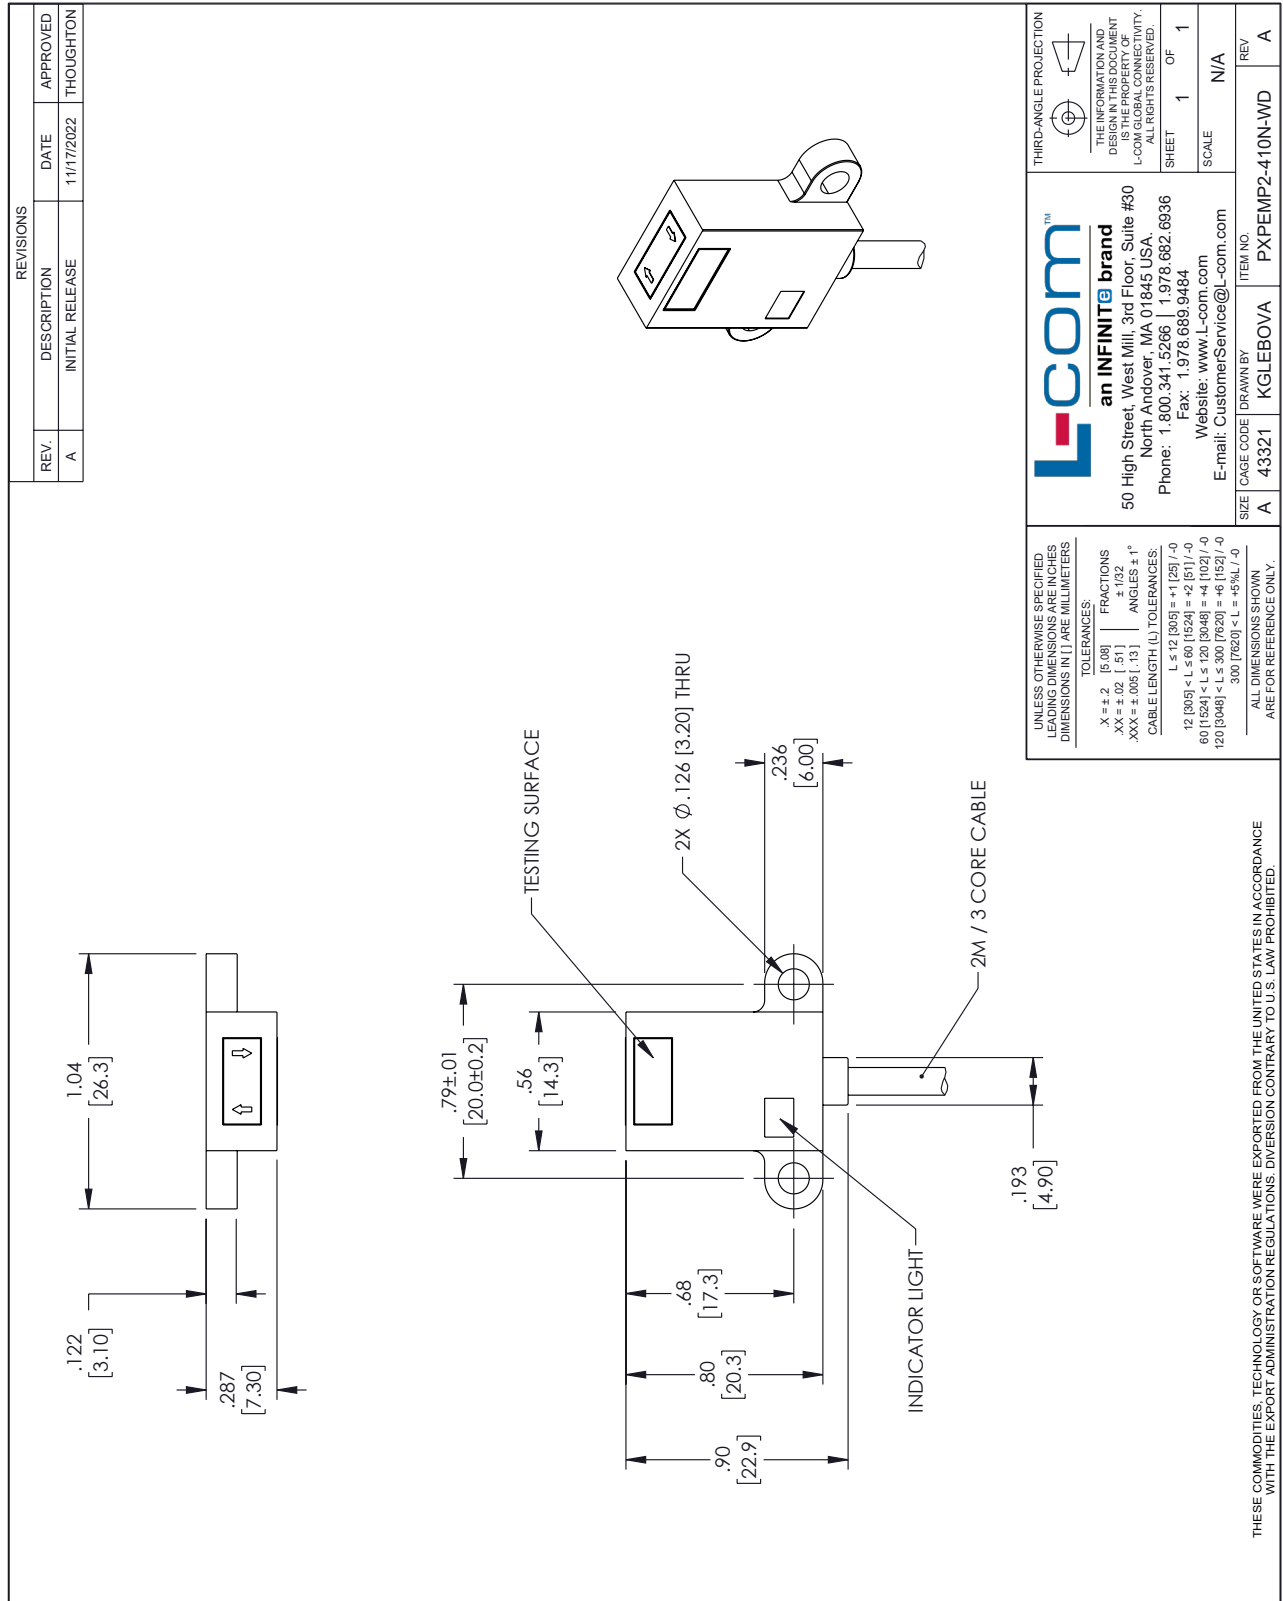 REVISIONS
REV. DESCRIPTION DATE APPROVED
A INITIAL RELEASE 11/17/2022 THOUGHTON
1.04
[26.3]
.122
[3.10]
.287
[7.30]
.79±.01
[20.0±0.2]
.56
[14.3]
TESTING SURFACE
2X Ø.126 [3.20] THRU
.236
[6.00]
2M / 3 CORE CABLE
.193
[4.90]
.68
[17.3]
.80
[20.3]
.90
[22.9]
INDICATOR LIGHT
THESE COMMODITIES, TECHNOLOGY OR SOFTWARE WERE EXPORTED FROM THE UNITED STATES IN ACCORDANCE
WITH THE EXPORT ADMINISTRATION REGULATIONS. DIVERSION CONTRARY TO U.S. LAW PROHIBITED.
UNLESS OTHERWISE SPECIFIED
LEADING DIMENSIONS ARE INCHES
DIMENSIONS IN [ ] ARE MILLIMETERS
TOLERANCES:
.X = ±.2 [5.08] FRACTIONS
.XX = ±.02 [.51] ± 1/32
.XXX = ±.005 [.13] ANGLES ± 1°
CABLE LENGTH (L) TOLERANCES:
L ≤ 12 [305] = +1 [25] / -0
12 [305] < L ≤ 60 [1524] = +2 [51] / -0
60 [1524] < L ≤ 120 [3048] = +4 [102] / -0
120 [3048] < L ≤ 300 [7620] = +6 [152] / -0
300 [7620] < L = +5%L / -0
ALL DIMENSIONS SHOWN
ARE FOR REFERENCE ONLY.
L-com™
an INFINITe brand
50 High Street, West Mill, 3rd Floor, Suite #30
North Andover, MA 01845 USA.
Phone: 1.800.341.5266 | 1.978.682.6936
Fax: 1.978.689.9484
Website: www.L-com.com
E-mail: CustomerService@L-com.com
THIRD-ANGLE PROJECTION
THE INFORMATION AND
DESIGN IN THIS DOCUMENT
IS THE PROPERTY OF
L-COM GLOBAL CONNECTIVITY.
ALL RIGHTS RESERVED.
SHEET 1 OF 1
SCALE N/A
SIZE CAGE CODE DRAWN BY ITEM NO. REV
A 43321 KGLEBOVA PXPEMP2-410N-WD A